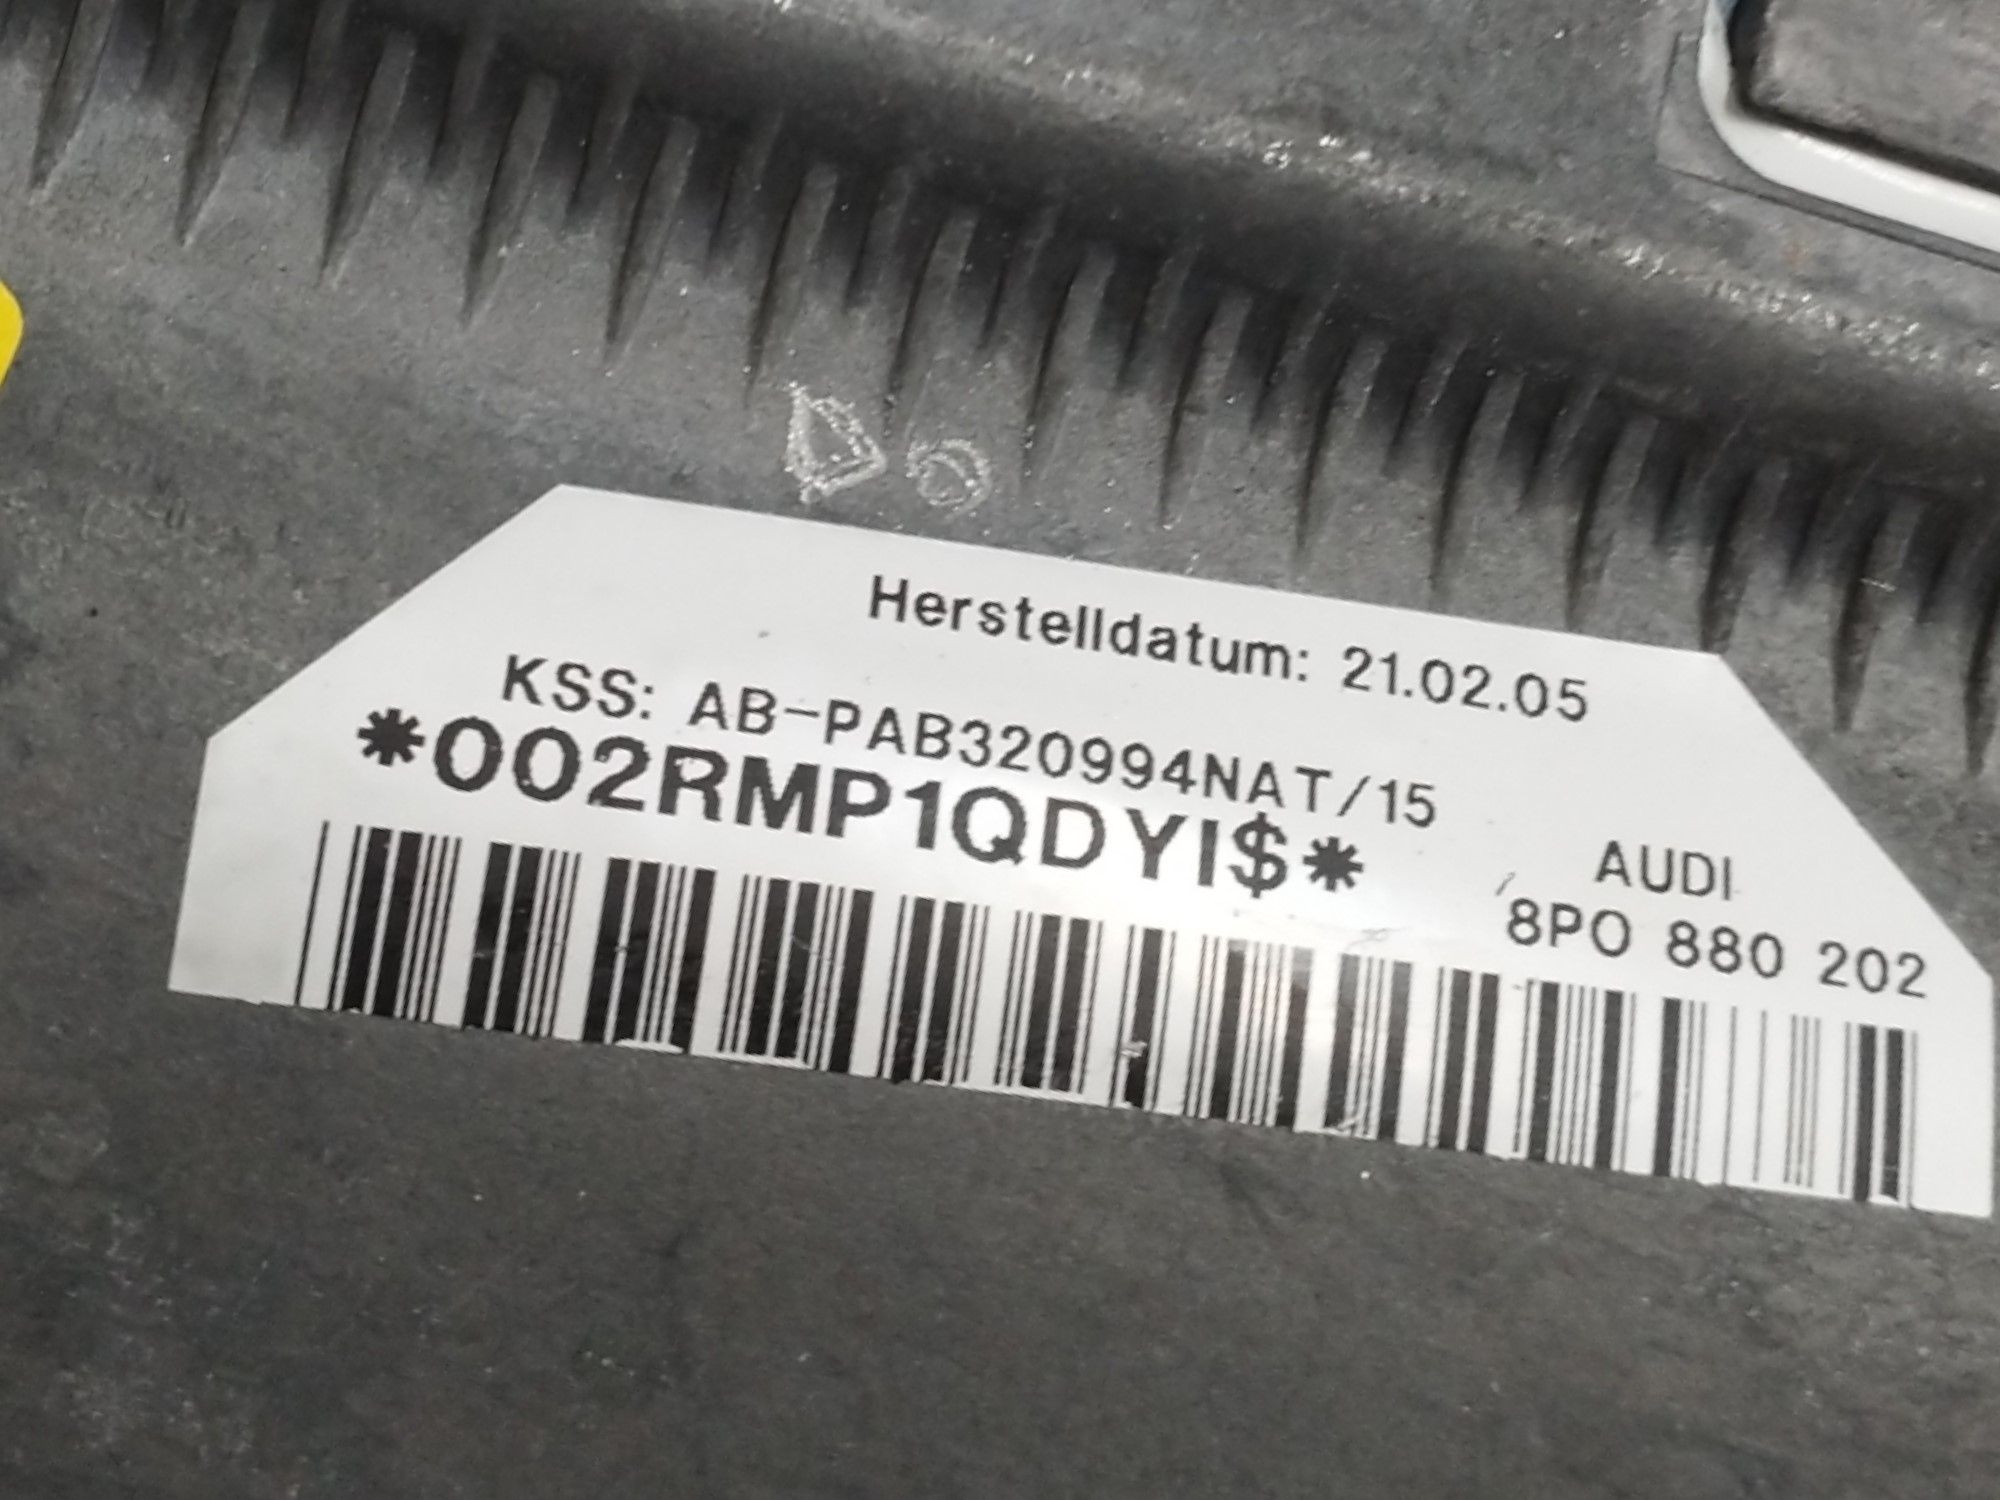 Herstelldatum: 21.02.05
KSS: AB-PAB320994NAT/15
*002RMP1QDYI$*
AUDI
8P0 880 202